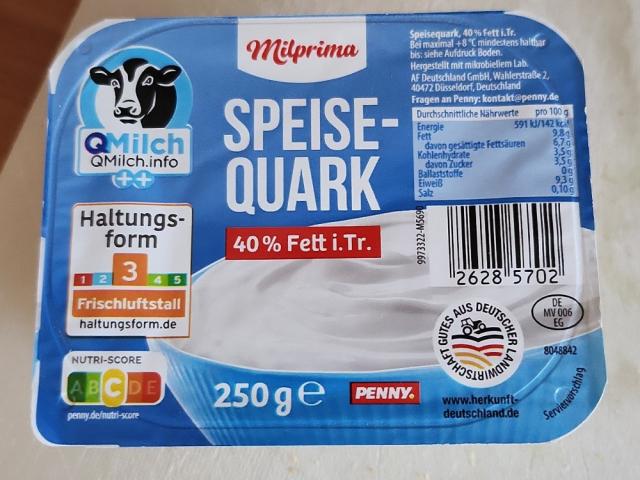 Milprima
SPEISE-
QUARK
40 % Fett i.Tr.
QMilch
QMilch.info
++
Haltungs-
form
1 2 3 4 5
Frischluftstall
haltungsform.de
NUTRI-SCORE
A B C D E
penny.de/nutri-score
250 g e
PENNY.
Speisequark, 40 % Fett i.Tr.
Bei maximal +8 °C mindestens haltbar
bis: siehe Aufdruck Boden.
Hergestellt mit mikrobiellem Lab.
AF Deutschland GmbH, Wahlerstraße 2,
40472 Düsseldorf, Deutschland
Fragen an Penny: kontakt@penny.de
Durchschnittliche Nährwerte pro 100 g
Energie 591 kJ/142 kcal
Fett 9,8 g
davon gesättigte Fettsäuren 6,7 g
Kohlenhydrate 3,5 g
davon Zucker 3,5 g
Ballaststoffe 0 g
Eiweiß 9,3 g
Salz 0,10 g
2628 5702
GUTES AUS DEUTSCHER LANDWIRTSCHAFT
www.herkunft-
deutschland.de
DE
MV 006
EG
8048842
Serviervorschlag